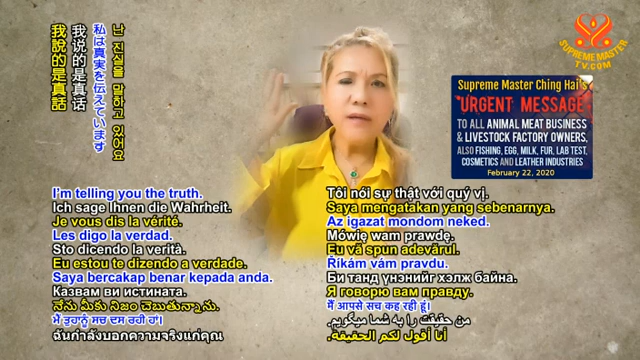 난 진실을 말하고 있어요
私は真実を伝えています
我说的是真话
我說的是真話
SUPREME MASTER
TV.COM
Supreme Master Ching Hai's
"URGENT MESSAGE"
TO ALL ANIMAL MEAT BUSINESS
& LIVESTOCK FACTORY OWNERS,
ALSO FISHING, EGG, MILK, FUR, LAB TEST,
COSMETICS AND LEATHER INDUSTRIES
February 22, 2020
I'm telling you the truth.
Ich sage Ihnen die Wahrheit.
Je vous dis la vérité.
Les digo la verdad.
Sto dicendo la verità.
Eu estou te dizendo a verdade.
Saya bercakap benar kepada anda.
Казвам ви истината.
నేను మీకు నిజం చెబుతున్నాను.
ਮੈਂ ਤੁਹਾਨੂੰ ਸਚ ਦਸ ਰਹੀ ਹਾਂ।
ฉันกำลังบอกความจริงแก่คุณ
Tôi nói sự thật với quý vị.
Saya mengatakan yang sebenarnya.
Az igazat mondom neked.
Mówię wam prawdę.
Eu vă spun adevărul.
Říkám vám pravdu.
Би танд үнэнийг хэлж байна.
Я говорю вам правду.
मैं आपसे सच कह रही हूं।
من حقیقت را به شما میگویم.
أنا أقول لكم الحقيقة.